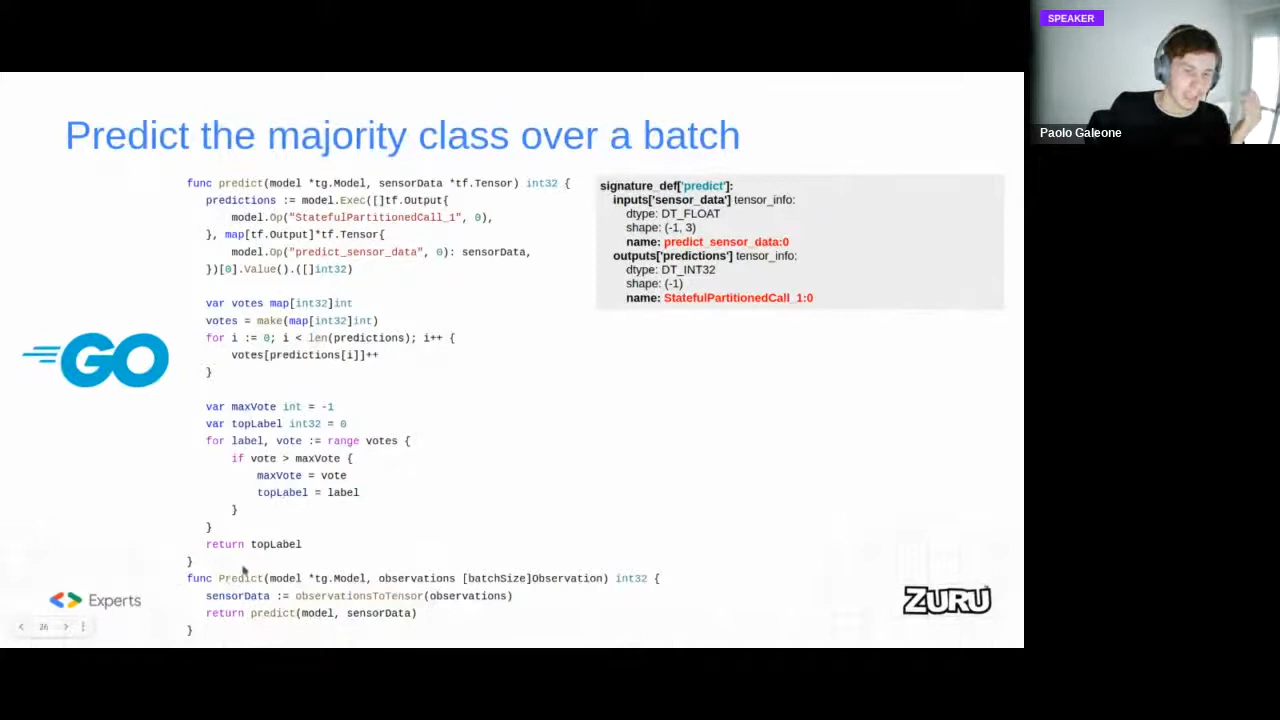 SPEAKER
Paolo Galeone
Predict the majority class over a batch
func predict(model *tg.Model, sensorData *tf.Tensor) int32 {
predictions := model.Exec([]tf.Output{
model.Op("StatefulPartitionedCall_1", 0),
}, map[tf.Output]*tf.Tensor{
model.Op("predict_sensor_data", 0): sensorData,
})[0].Value().([]int32)
var votes map[int32]int
votes = make(map[int32]int)
for i := 0; i < len(predictions); i++ {
votes[predictions[i]]++
}
var maxVote int = -1
var topLabel int32 = 0
for label, vote := range votes {
if vote > maxVote {
maxVote = vote
topLabel = label
}
}
return topLabel
}
func Predict(model *tg.Model, observations [batchSize]Observation) int32 {
sensorData := observationsToTensor(observations)
return predict(model, sensorData)
}
signature_def['predict']:
inputs['sensor_data'] tensor_info:
dtype: DT_FLOAT
shape: (-1, 3)
name: predict_sensor_data:0
outputs['predictions'] tensor_info:
dtype: DT_INT32
shape: (-1)
name: StatefulPartitionedCall_1:0
GO
Experts
26
ZURU